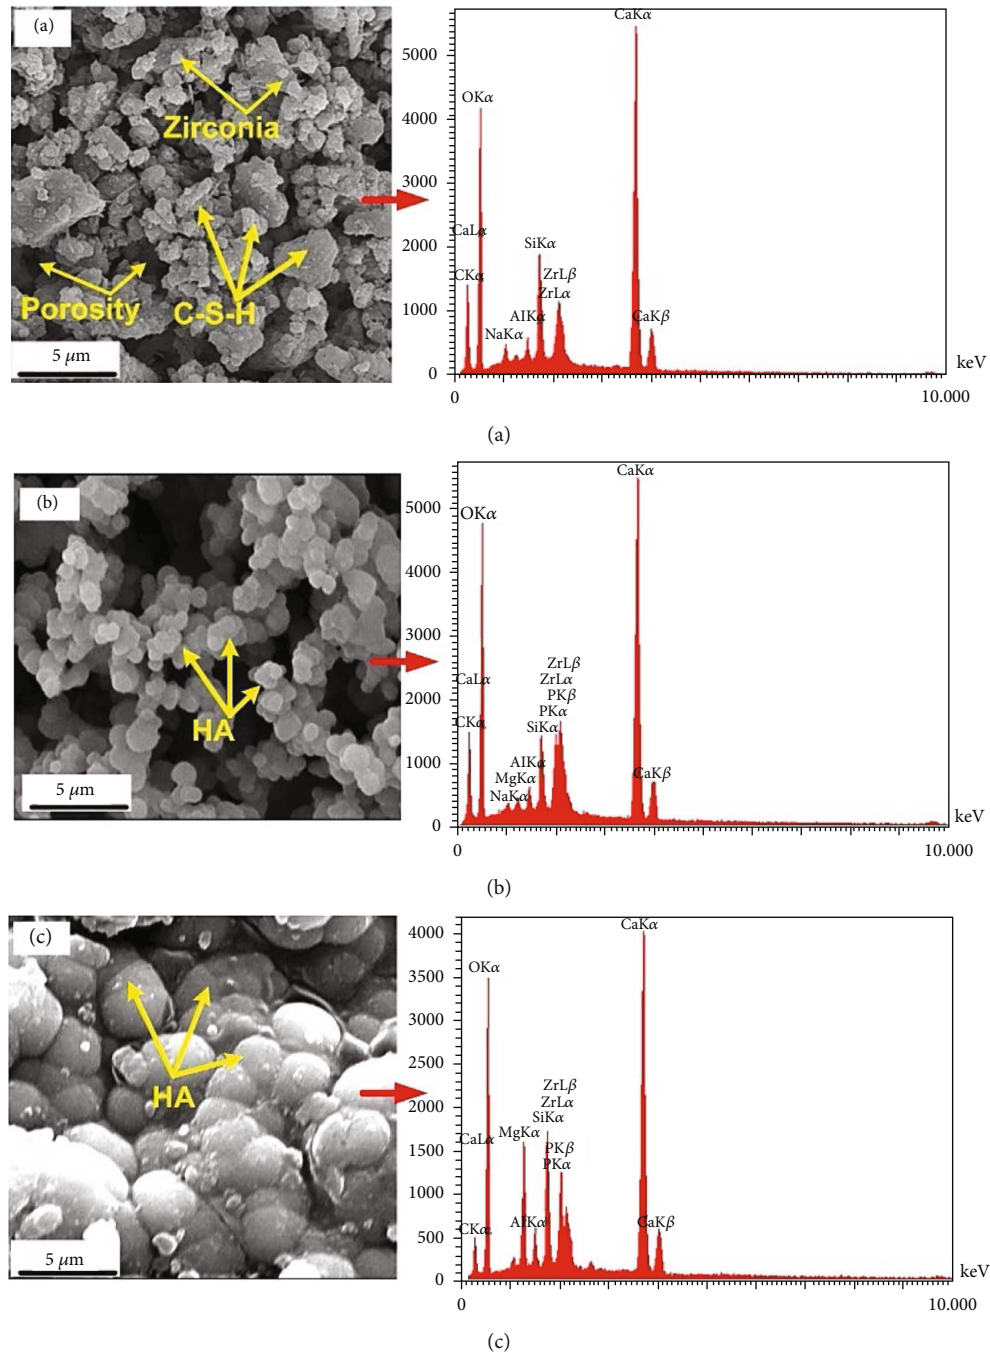 (a)
Zirconia
Porosity
C-S-H
5 μm
CaKα
OKα
CaLα
CKα
SiKα
ZrLβ
ZrLα
AlKα
NaKα
CaKβ
5000
4000
3000
2000
1000
0
0
10.000
keV
(a)
(b)
HA
5 μm
CaKα
OKα
CaLα
CKα
ZrLβ
ZrLα
PKβ
PKα
SiKα
AlKα
MgKα
NaKα
CaKβ
5000
4000
3000
2000
1000
0
0
10.000
keV
(b)
(c)
HA
5 μm
CaKα
OKα
CaLα
CKα
MgKα
AlKα
ZrLβ
ZrLα
SiKα
PKβ
PKα
CaKβ
4000
3500
3000
2500
2000
1500
1000
500
0
0
10.000
keV
(c)